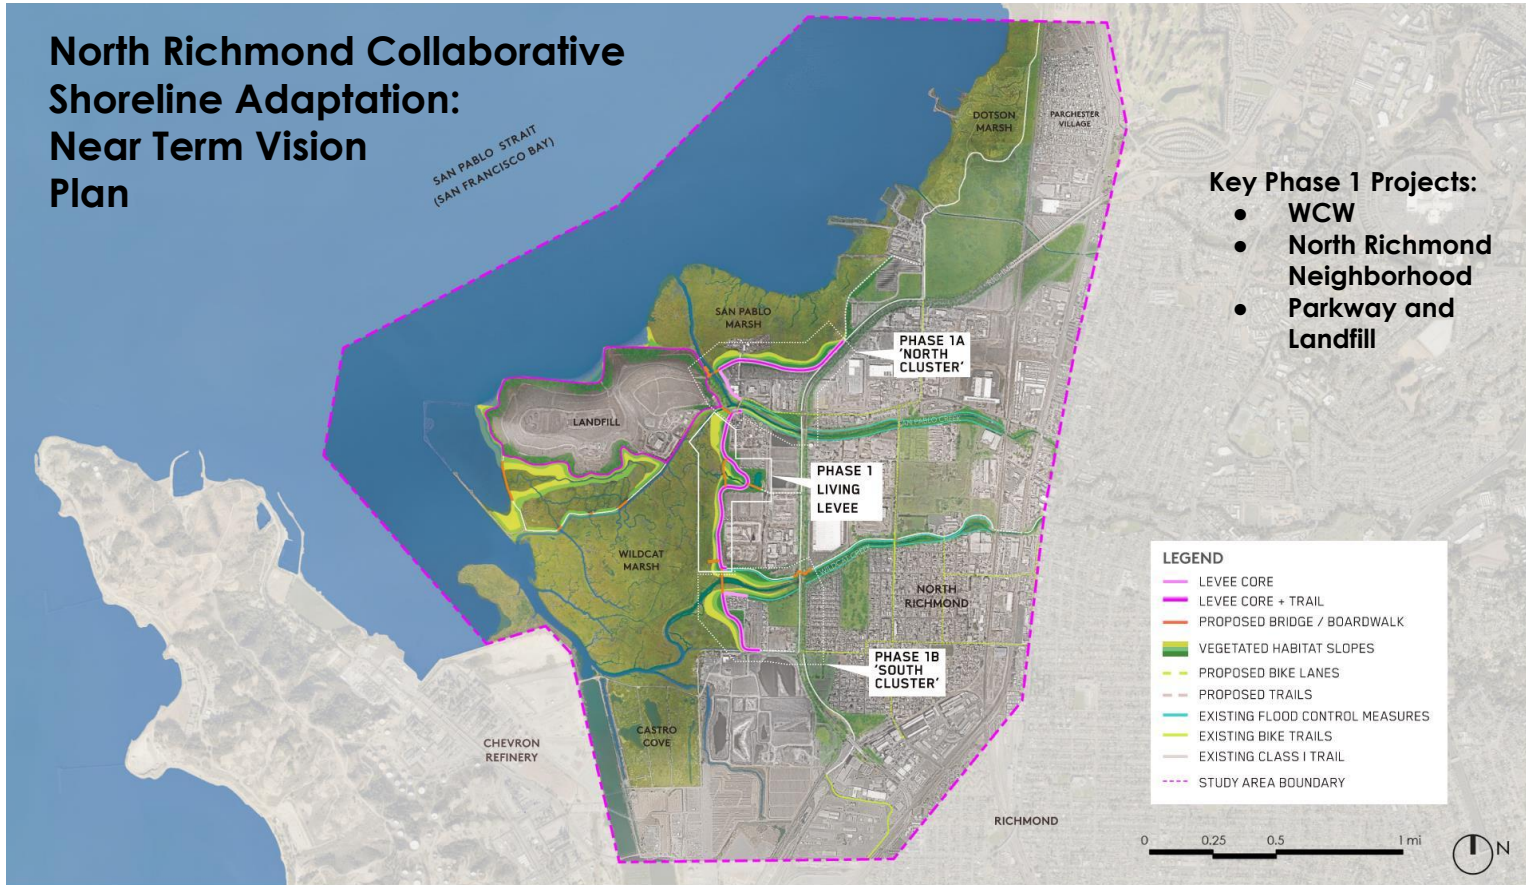 North Richmond Collaborative
Shoreline Adaptation:
Near Term Vision
Plan
SAN PABLO STRAIT
(SAN FRANCISCO BAY)
DOTSON
MARSH
PARCHESTER
VILLAGE
Key Phase 1 Projects:
● WCW
● North Richmond
Neighborhood
● Parkway and
Landfill
SAN PABLO
MARSH
PHASE 1A
'NORTH
CLUSTER'
LANDFILL
PHASE 1
LIVING
LEVEE
WILDCAT
MARSH
NORTH
RICHMOND
PHASE 1B
'SOUTH
CLUSTER'
CASTRO
COVE
CHEVRON
REFINERY
RICHMOND
LEGEND
LEVEE CORE
LEVEE CORE + TRAIL
PROPOSED BRIDGE / BOARDWALK
VEGETATED HABITAT SLOPES
PROPOSED BIKE LANES
PROPOSED TRAILS
EXISTING FLOOD CONTROL MEASURES
EXISTING BIKE TRAILS
EXISTING CLASS I TRAIL
STUDY AREA BOUNDARY
0 0.25 0.5 1 mi
N